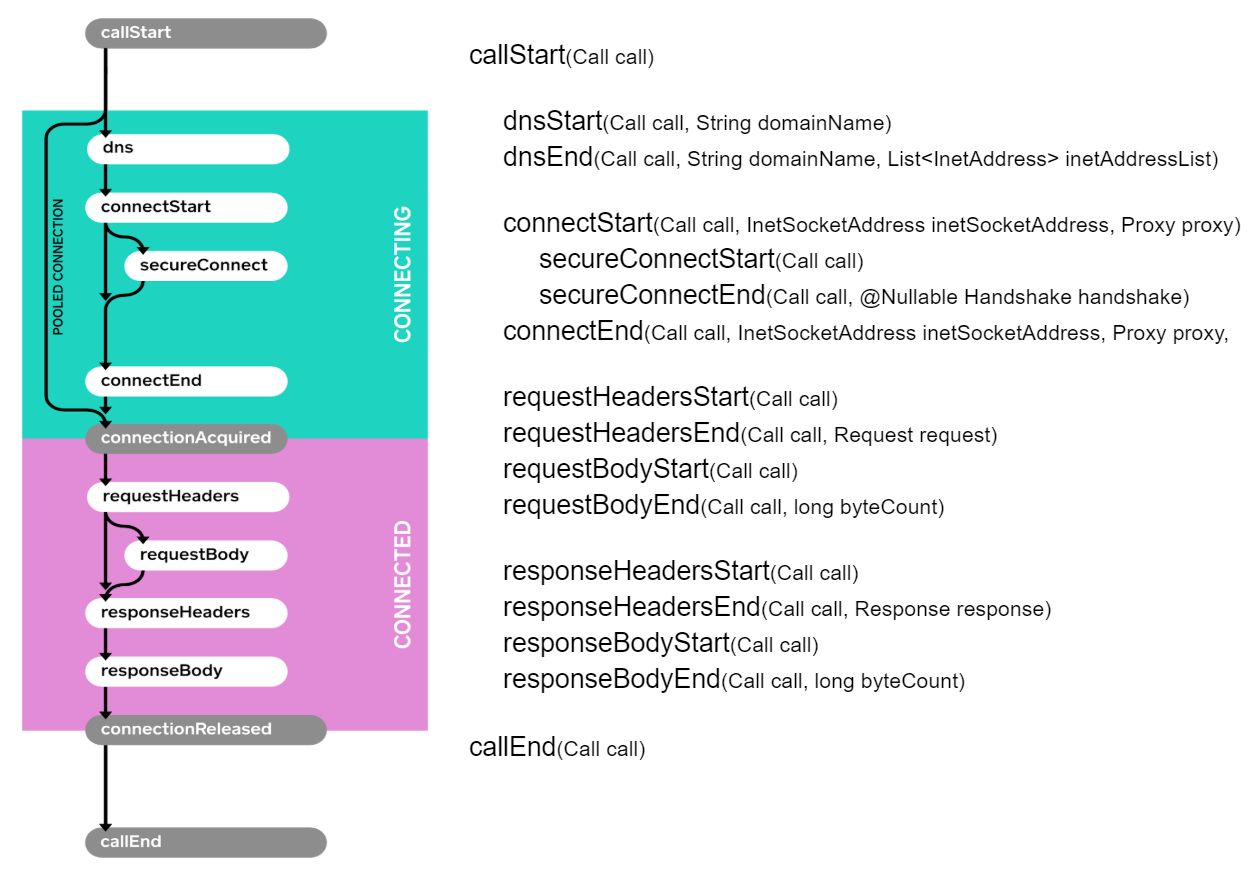 callStart
dns
connectStart
secureConnect
connectEnd
connectionAcquired
POOLED CONNECTION
CONNECTING
requestHeaders
requestBody
responseHeaders
responseBody
connectionReleased
CONNECTED
callEnd
callStart(Call call)
dnsStart(Call call, String domainName)
dnsEnd(Call call, String domainName, List<InetAddress> inetAddressList)
connectStart(Call call, InetSocketAddress inetSocketAddress, Proxy proxy)
secureConnectStart(Call call)
secureConnectEnd(Call call, @Nullable Handshake handshake)
connectEnd(Call call, InetSocketAddress inetSocketAddress, Proxy proxy,
requestHeadersStart(Call call)
requestHeadersEnd(Call call, Request request)
requestBodyStart(Call call)
requestBodyEnd(Call call, long byteCount)
responseHeadersStart(Call call)
responseHeadersEnd(Call call, Response response)
responseBodyStart(Call call)
responseBodyEnd(Call call, long byteCount)
callEnd(Call call)